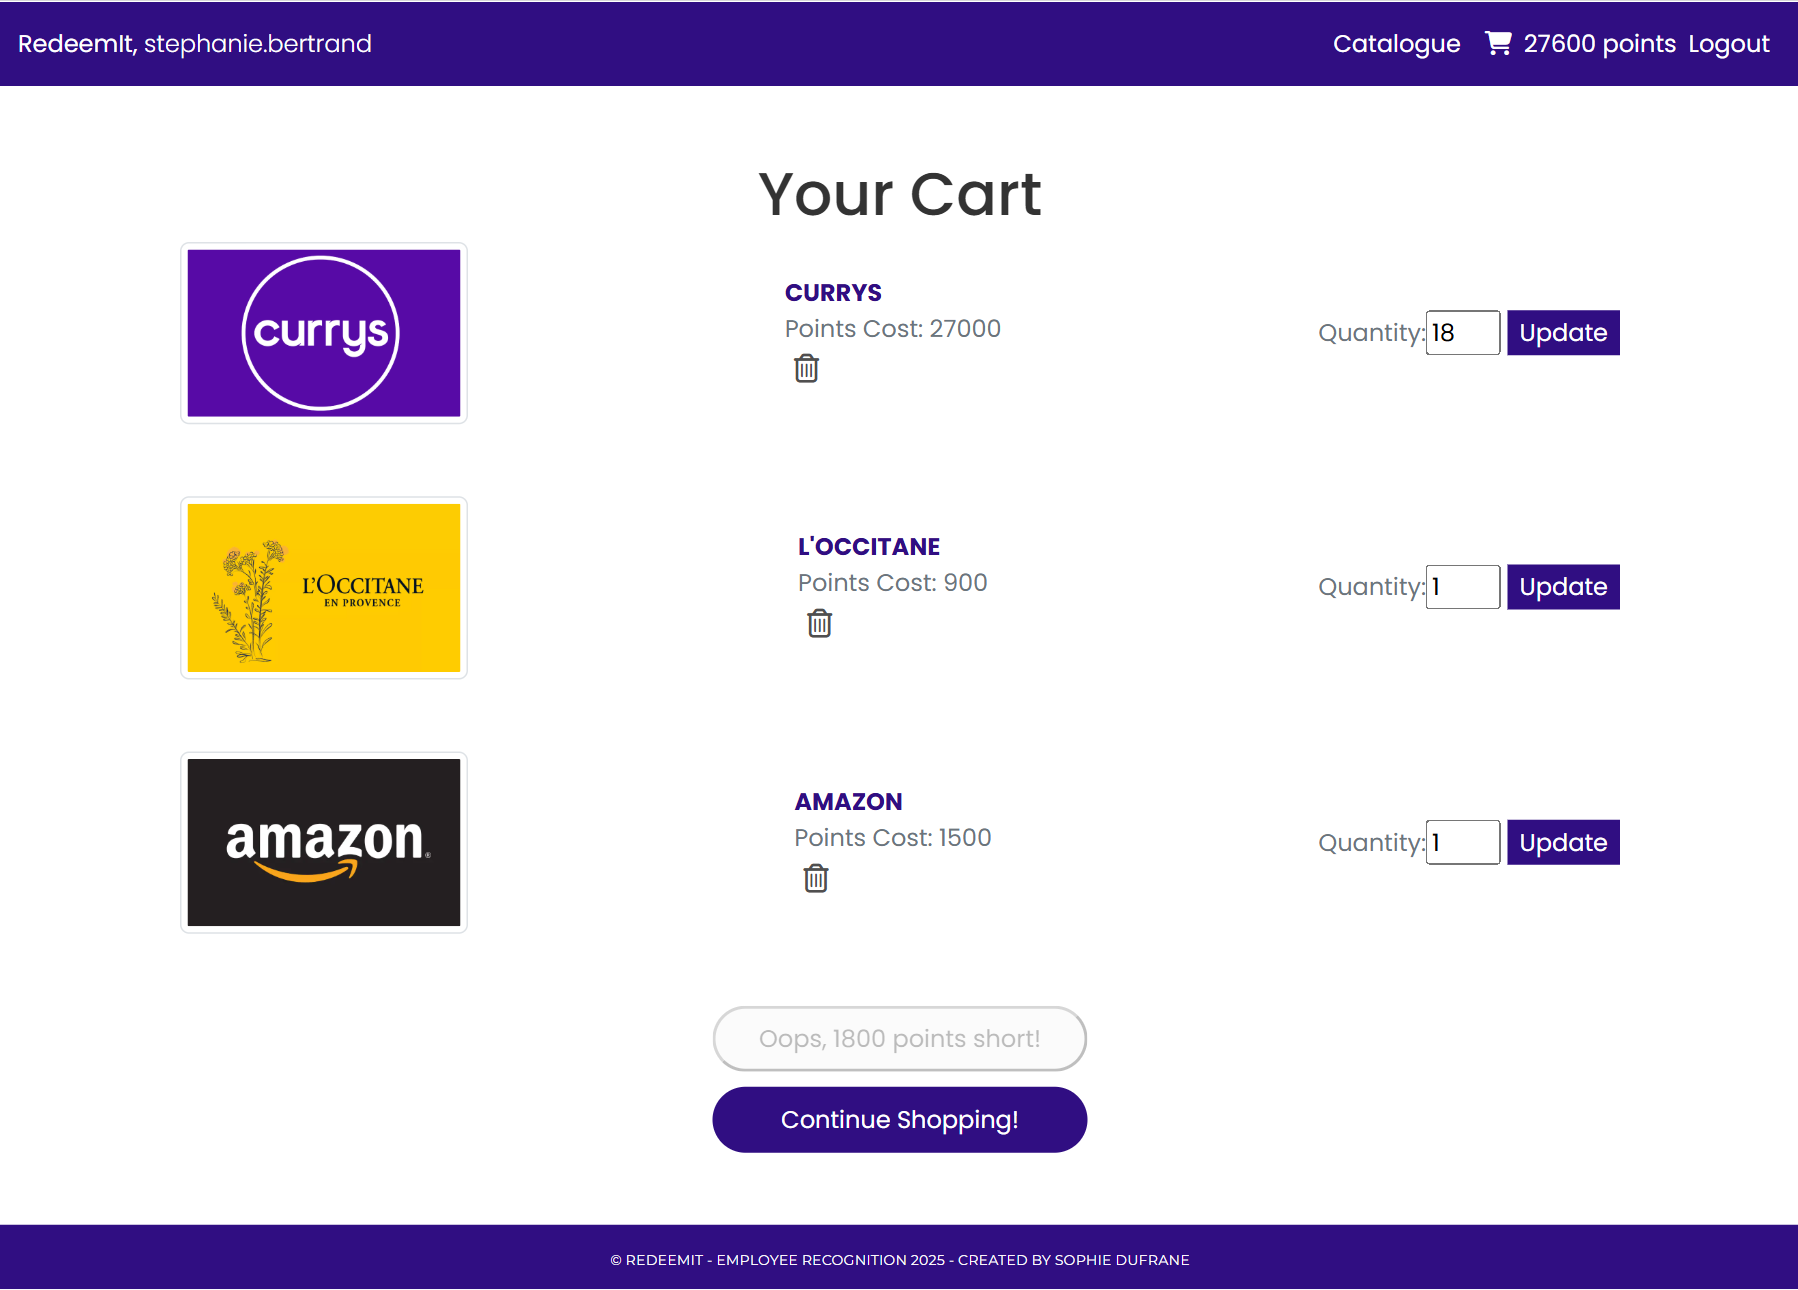 RedeemIt, stephanie.bertrand
Catalogue 27600 points Logout
Your Cart
currys
CURRYS
Points Cost: 27000
Quantity: 18 Update
L'OCCITANE
EN PROVENCE
L'OCCITANE
Points Cost: 900
Quantity: 1 Update
amazon
AMAZON
Points Cost: 1500
Quantity: 1 Update
Oops, 1800 points short!
Continue Shopping!
© REDEEMIT - EMPLOYEE RECOGNITION 2025 - CREATED BY SOPHIE DUFRANE